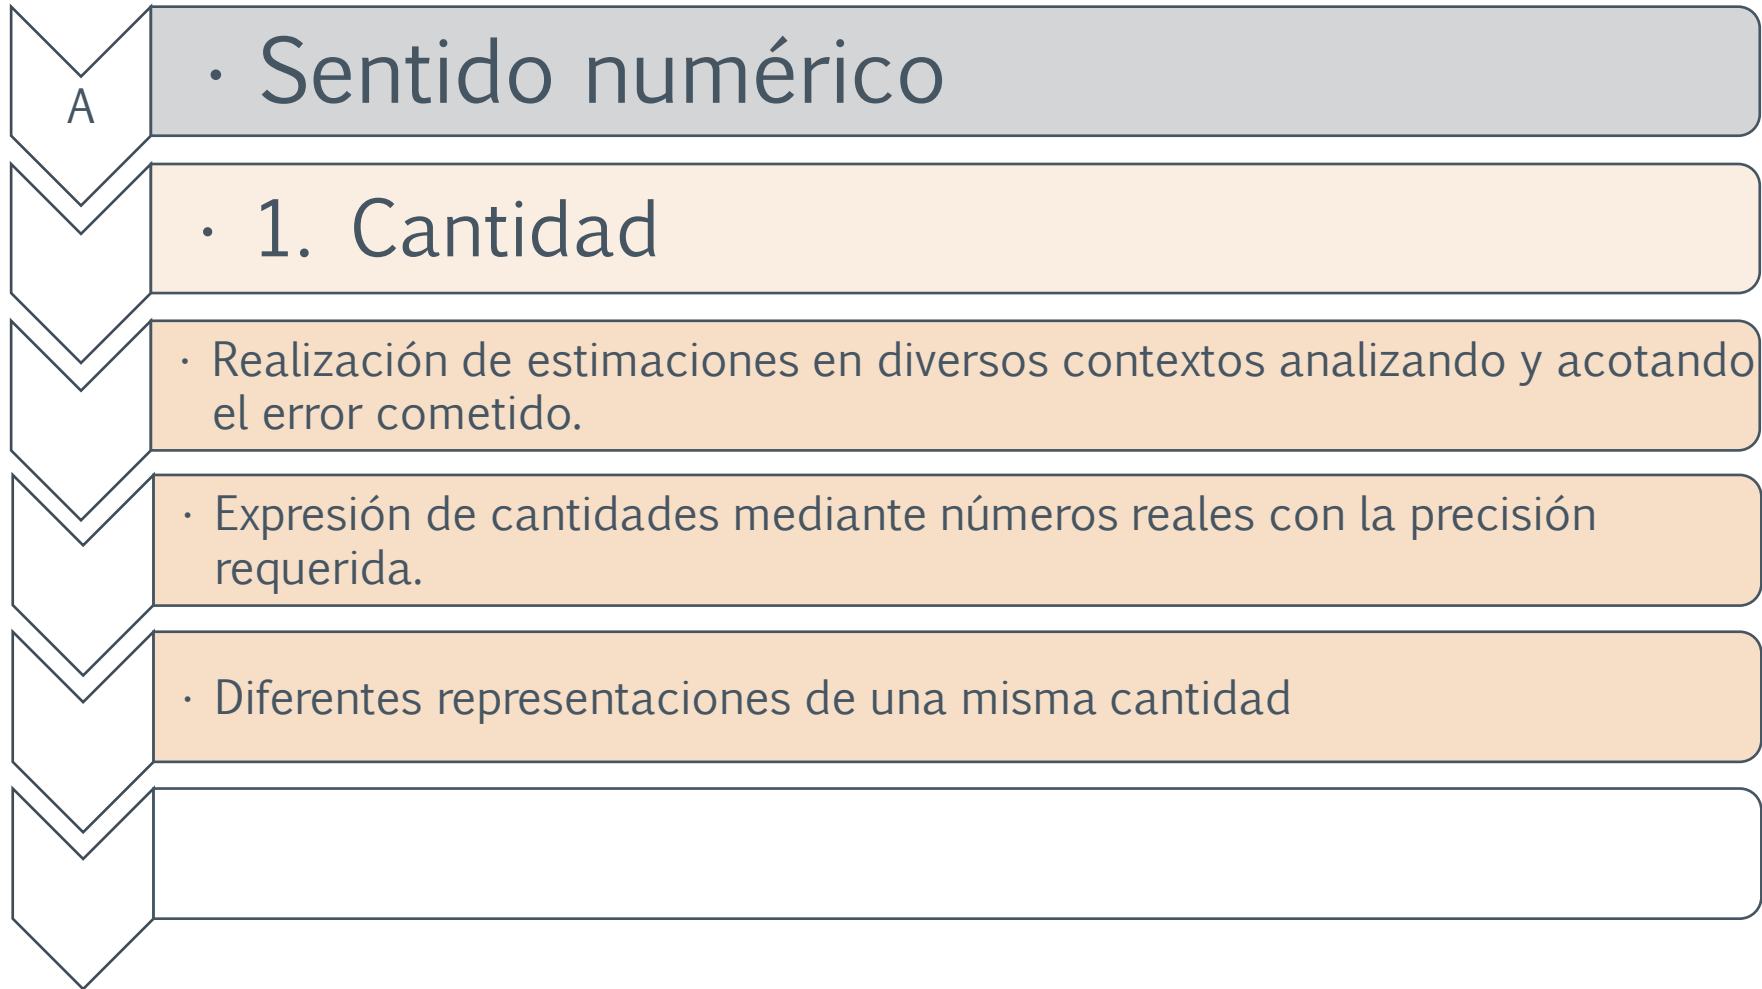 A
· Sentido numérico
· 1. Cantidad
· Realización de estimaciones en diversos contextos analizando y acotando
el error cometido.
· Expresión de cantidades mediante números reales con la precisión
requerida.
· Diferentes representaciones de una misma cantidad